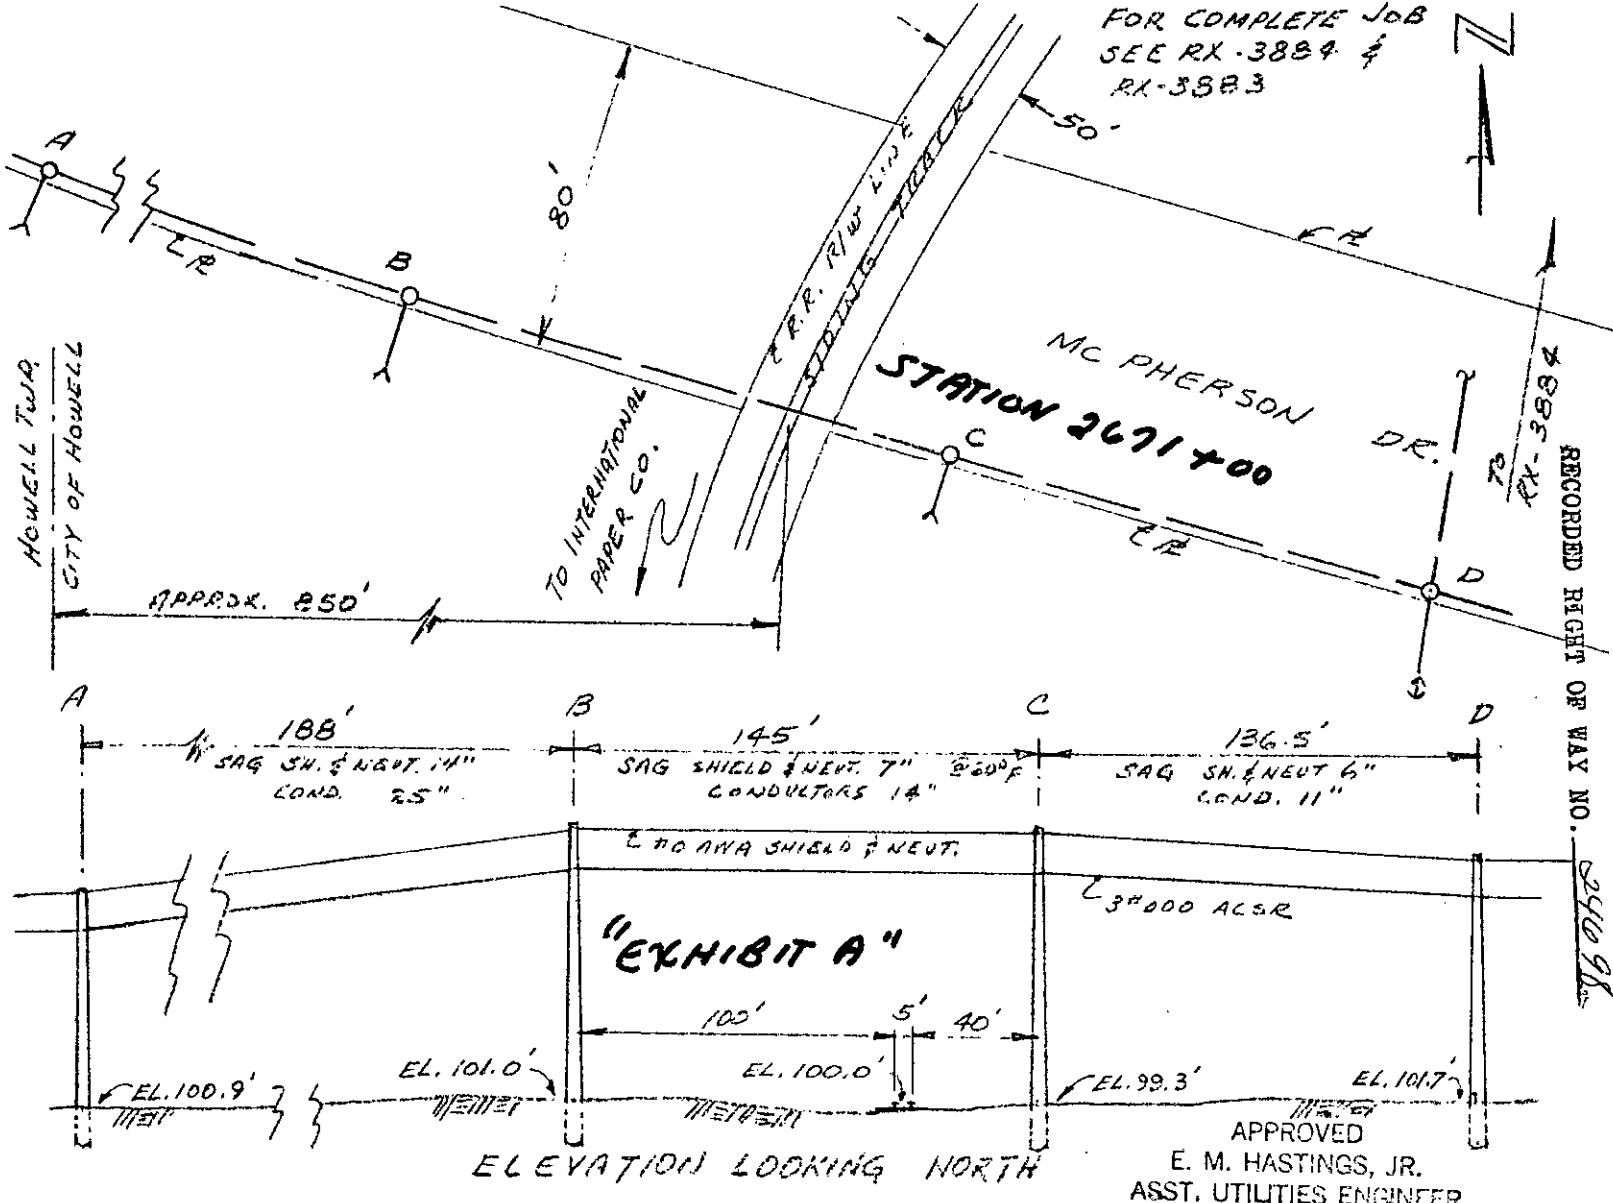 FOR COMPLETE JOB
SEE RX-3884 &
RX-3883
N
50'
A
80'
℄ R.R. R/W LINE
SIDING TRACK
B
MC PHERSON
DR.
STATION 2671+00
C
D
TO
RX-3884
HOWELL TWP.
CITY OF HOWELL
TO INTERNATIONAL
PAPER CO.
APPROX. 850'
RECORDED RIGHT OF WAY NO. 24698
A
B
C
D
188'
SAG SH. & NEUT. 14"
COND. 25"
145'
SAG SHIELD & NEUT. 7" @ 60°F
CONDUCTORS 14"
136.5'
SAG SH. & NEUT 6"
COND. 11"
SHIELD & NEUT.
3#000 ACSR
"EXHIBIT A"
100'
5'
40'
EL. 100.9'
EL. 101.0'
EL. 100.0'
EL. 99.3'
EL. 101.7'
ELEVATION LOOKING NORTH
APPROVED
E. M. HASTINGS, JR.
ASST. UTILITIES ENGINEER